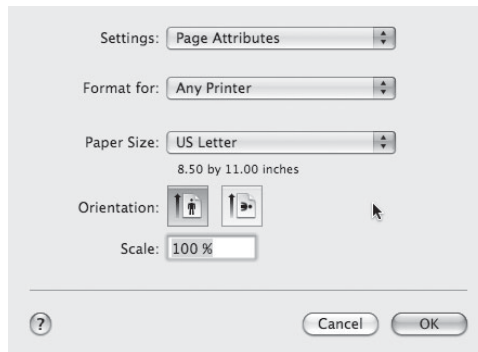 Settings: Page Attributes
Format for: Any Printer
Paper Size: US Letter
8.50 by 11.00 inches
Orientation:
Scale: 100 %
? Cancel OK